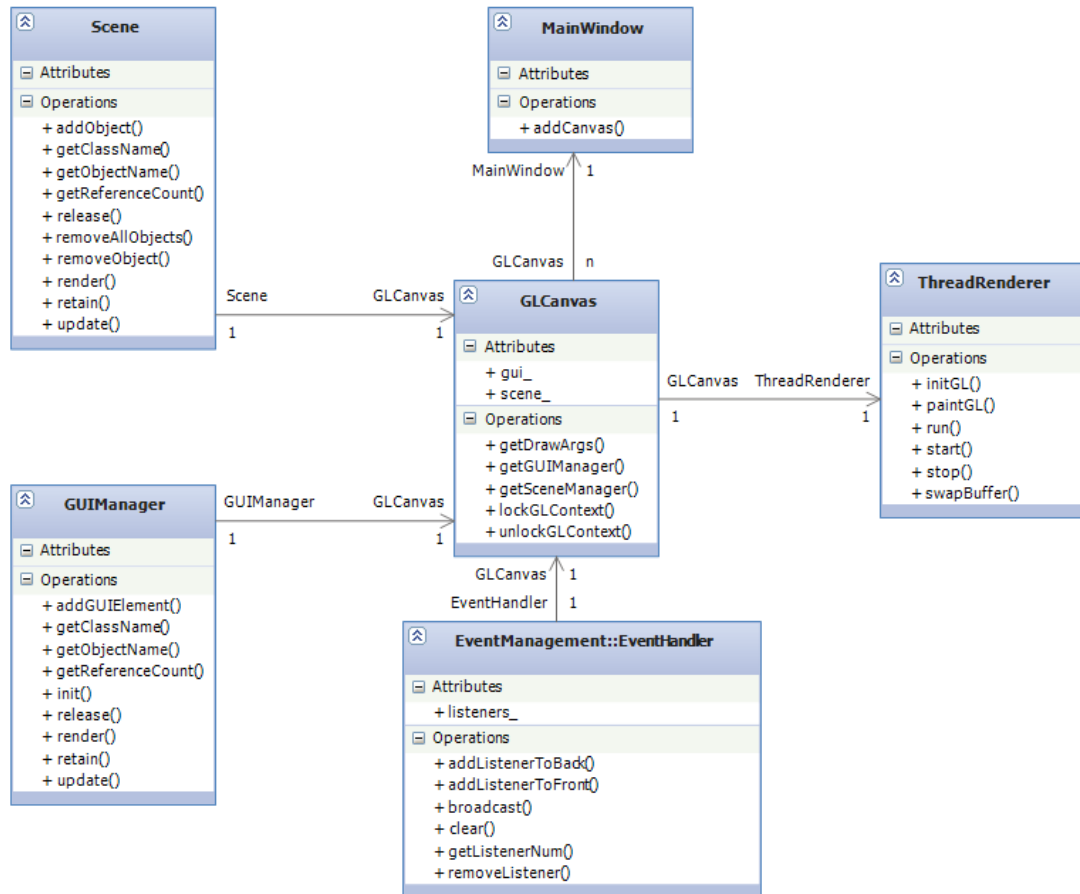 Scene
Attributes
Operations
+ addObject()
+ getClassName()
+ getObjectName()
+ getReferenceCount()
+ release()
+ removeAllObjects()
+ removeObject()
+ render()
+ retain()
+ update()
MainWindow
Attributes
Operations
+ addCanvas()
MainWindow 1
GLCanvas n
Scene GLCanvas
1 1
GLCanvas
Attributes
+ gui_
+ scene_
Operations
+ getDrawArgs()
+ getGUIManager()
+ getSceneManager()
+ lockGLContext()
+ unlockGLContext()
GLCanvas ThreadRenderer
1 1
ThreadRenderer
Attributes
Operations
+ initGL()
+ paintGL()
+ run()
+ start()
+ stop()
+ swapBuffer()
GUIManager
Attributes
Operations
+ addGUIElement()
+ getClassName()
+ getObjectName()
+ getReferenceCount()
+ init()
+ release()
+ render()
+ retain()
+ update()
GUIManager GLCanvas
1 1
GLCanvas 1
EventHandler 1
EventManagement::EventHandler
Attributes
+ listeners_
Operations
+ addListenerToBack()
+ addListenerToFront()
+ broadcast()
+ clear()
+ getListenerNum()
+ removeListener()